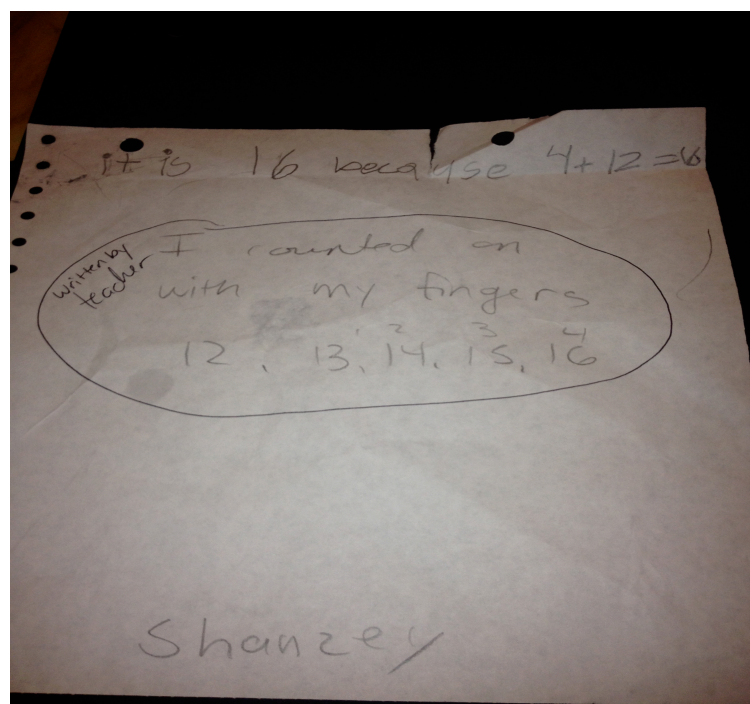 it is 16 because 4+12=16
written by
teacher
I counted on
with my fingers
1 2 3 4
12, 13, 14, 15, 16
Shanzey